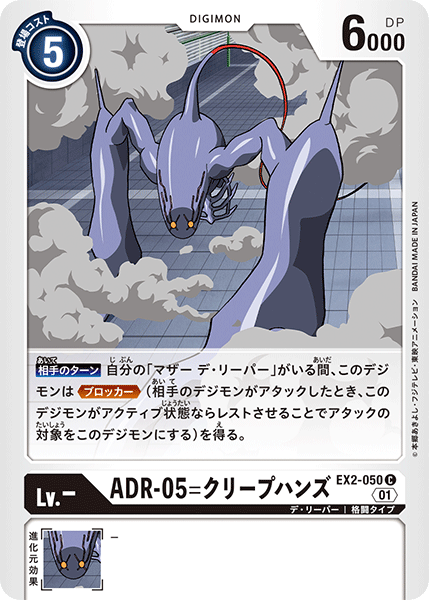 登場コスト
5
DIGIMON
DP
6000
BANDAI MADE IN JAPAN
©本郷あきよし・フジテレビ・東映アニメーション
相手のターン 自分の「マザー デ・リーパー」がいる間、このデジ
モンは ブロッカー (相手のデジモンがアタックしたとき、この
デジモンがアクティブ状態ならレストさせることでアタックの
対象をこのデジモンにする)を得る。
Lv.－
ADR-05=クリープハンズ
EX2-050 C
01
デ・リーパー | 格闘タイプ
進化元効果
－